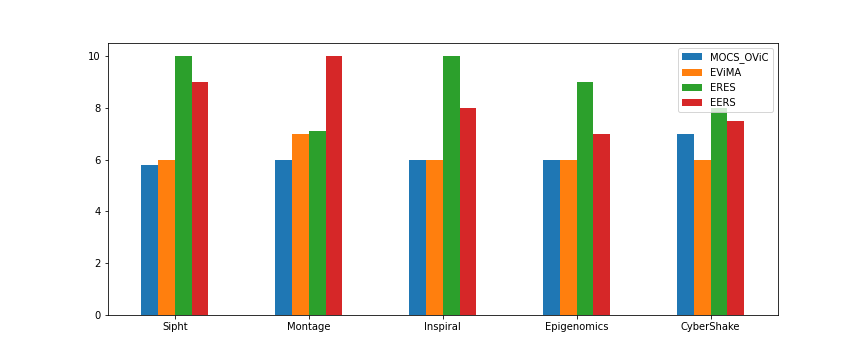 10
8
6
4
2
0
MOCS_OViC
EViMA
ERES
EERS
Sipht
Montage
Inspiral
Epigenomics
CyberShake